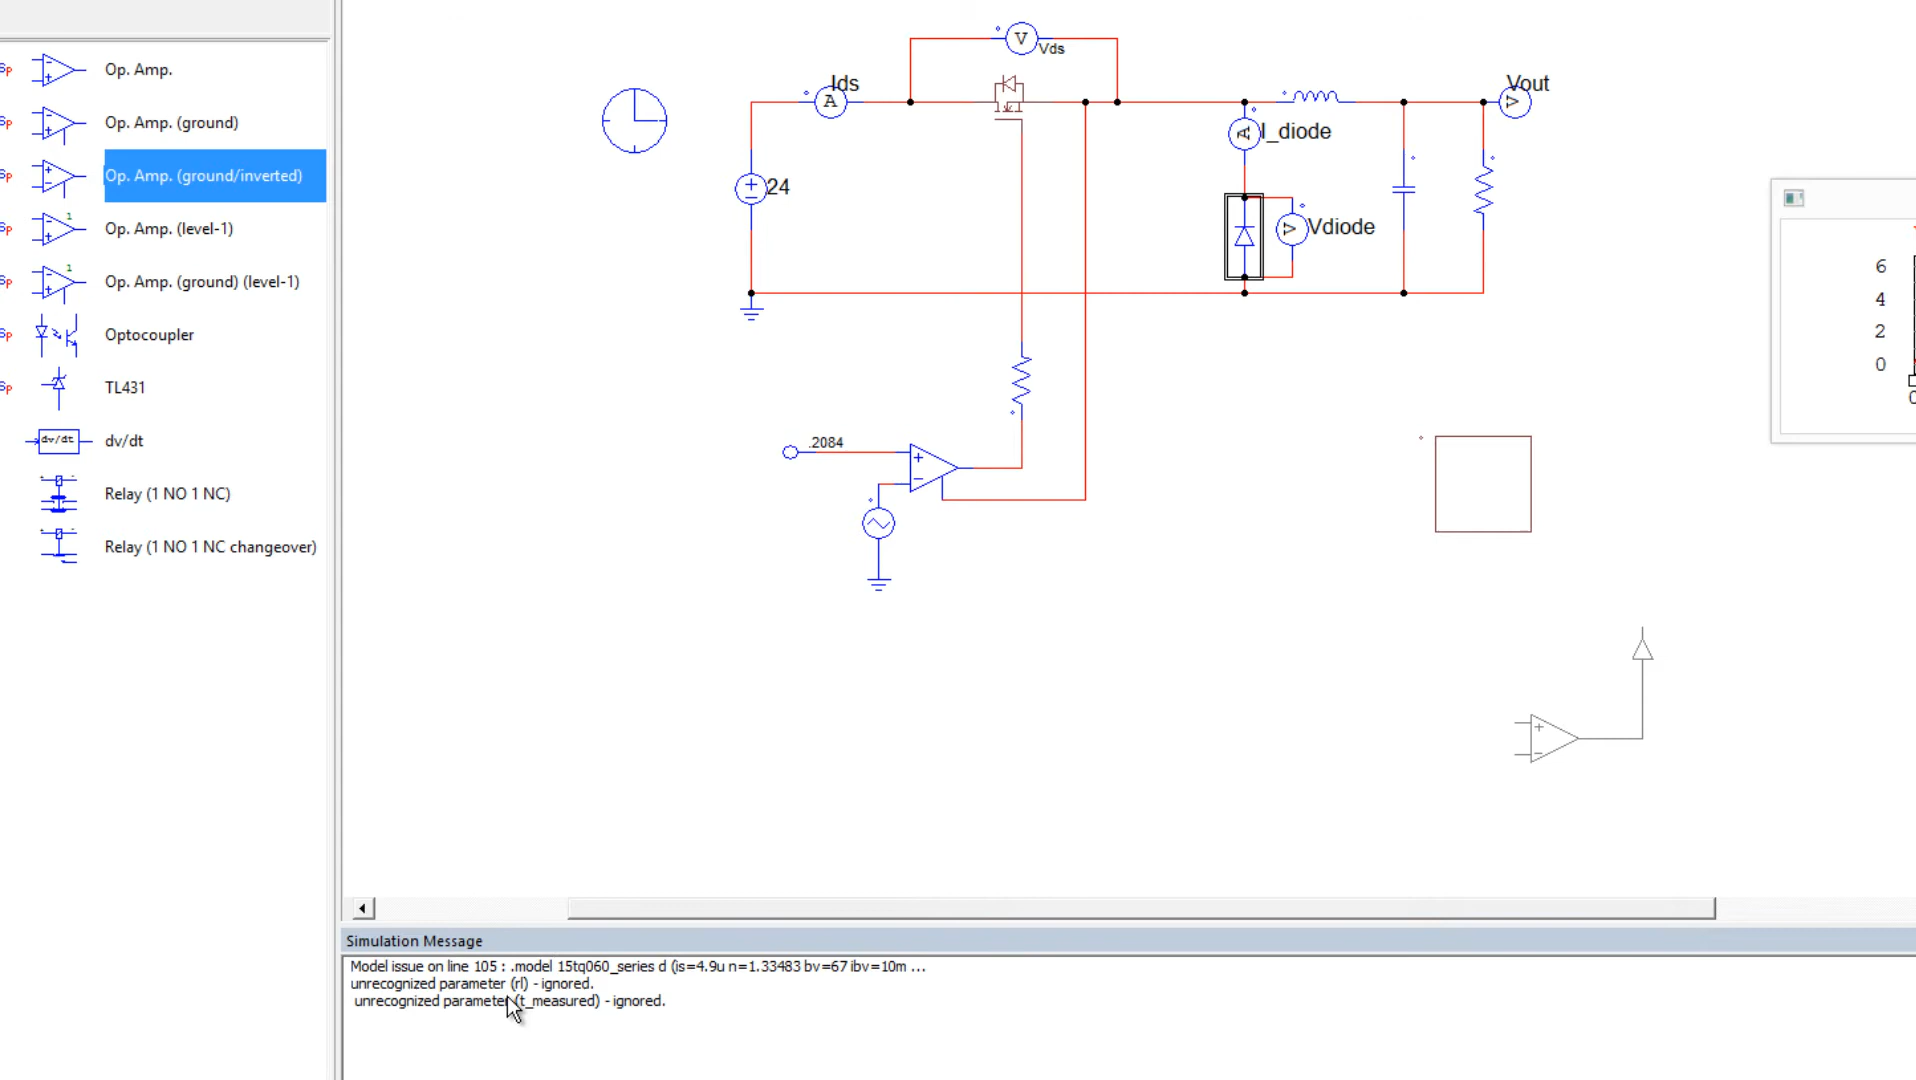 Op. Amp.
Op. Amp. (ground)
Op. Amp. (ground/inverted)
1
Op. Amp. (level-1)
1
Op. Amp. (ground) (level-1)
Optocoupler
TL431
dv/dt
dv/dt
Relay (1 NO 1 NC)
Relay (1 NO 1 NC changeover)
V
Vds
Ids
A
24
A
I_diode
V
Vdiode
V
Vout
.2084
6
4
2
0
Simulation Message
Model issue on line 105 : .model 15tq060_series d (is=4.9u n=1.33483 bv=67 ibv=10m ...
unrecognized parameter (rl) - ignored.
unrecognized parameter (t_measured) - ignored.